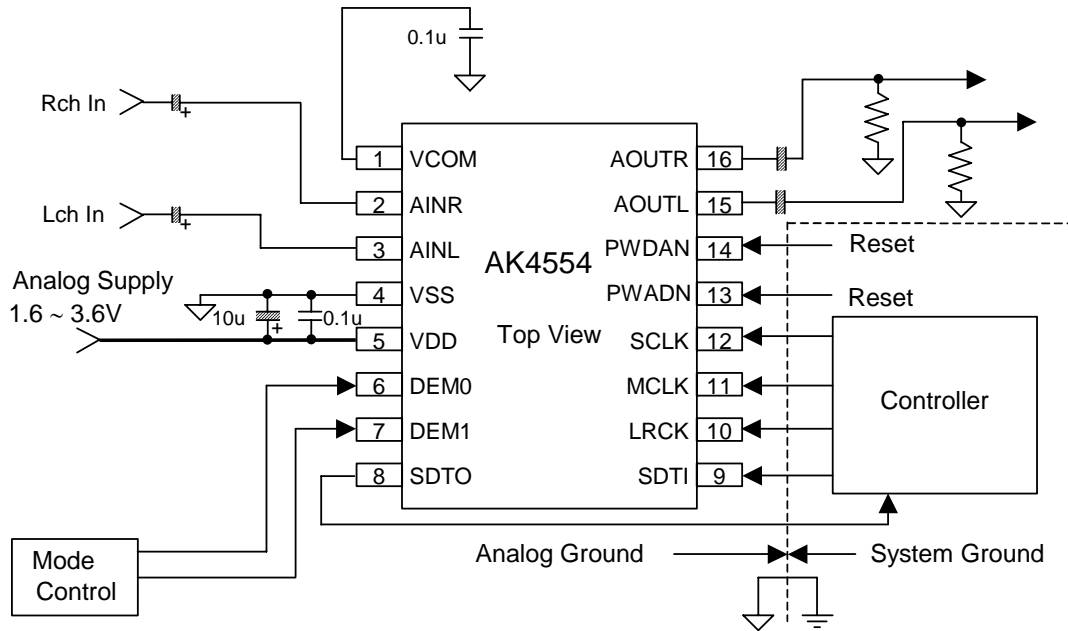 0.1u
Rch In
+
Lch In
+
Analog Supply
1.6 ~ 3.6V
10u
+
0.1u
1 VCOM
2 AINR
3 AINL
4 VSS
5 VDD
6 DEM0
7 DEM1
8 SDTO
AK4554
Top View
AOUTR 16
AOUTL 15
PWDAN 14
PWADN 13
SCLK 12
MCLK 11
LRCK 10
SDTI 9
Reset
Reset
Controller
Mode
Control
Analog Ground
System Ground